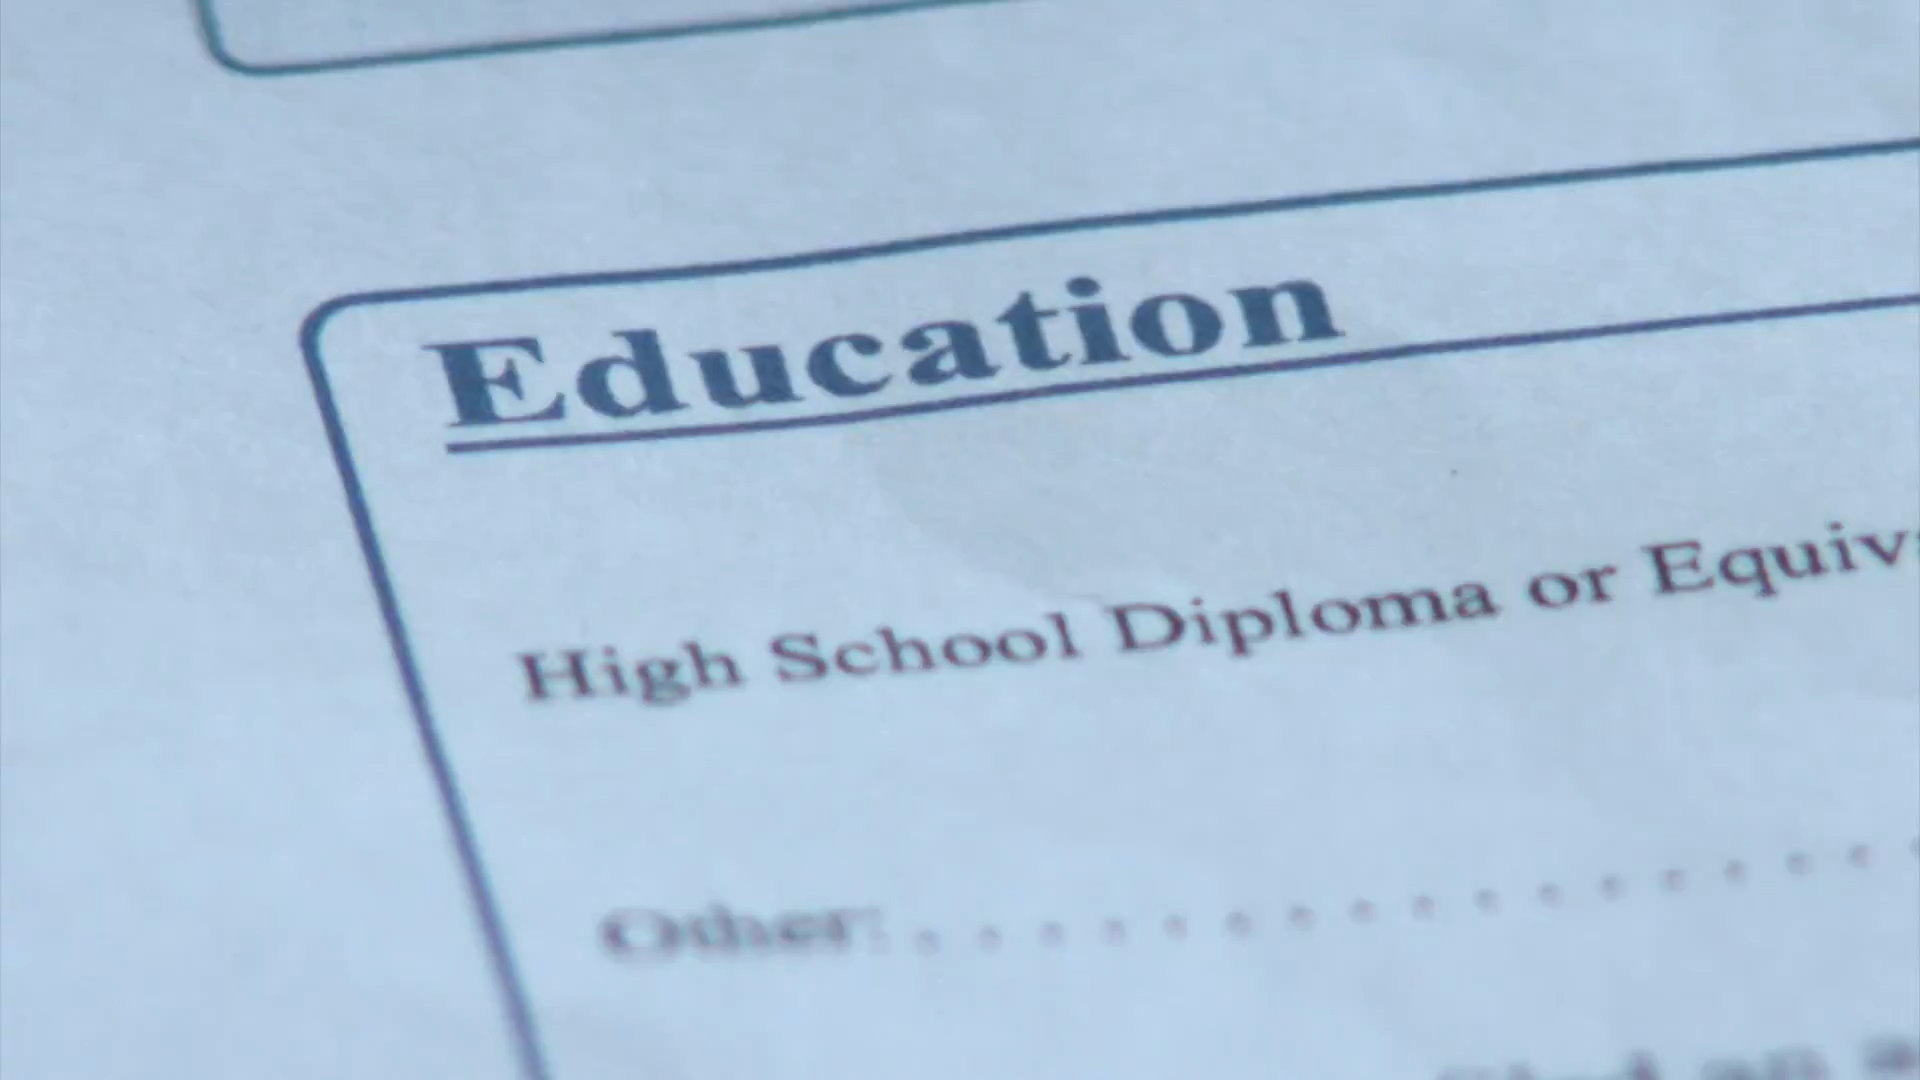 Education
High School Diploma or Equiv
Other: . . . . . . . . . . . . . . . .